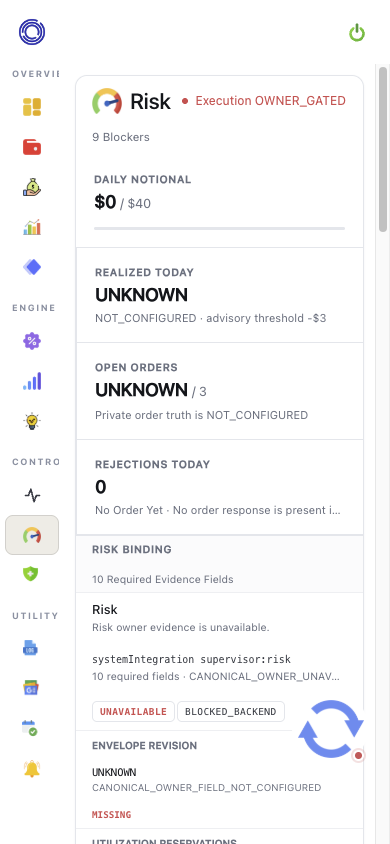 OVERVIE
Risk
Execution OWNER_GATED
9 Blockers
DAILY NOTIONAL
$0 / $40
REALIZED TODAY
UNKNOWN
NOT_CONFIGURED · advisory threshold -$3
ENGINE
OPEN ORDERS
UNKNOWN / 3
Private order truth is NOT_CONFIGURED
CONTRO
REJECTIONS TODAY
0
No Order Yet · No order response is present i...
RISK BINDING
10 Required Evidence Fields
UTILITY
Risk
Risk owner evidence is unavailable.
systemIntegration supervisor:risk
10 required fields · CANONICAL_OWNER_UNAV...
UNAVAILABLE
BLOCKED_BACKEND
ENVELOPE REVISION
UNKNOWN
CANONICAL_OWNER_FIELD_NOT_CONFIGURED
MISSING
UTILIZATION RESERVATIONS